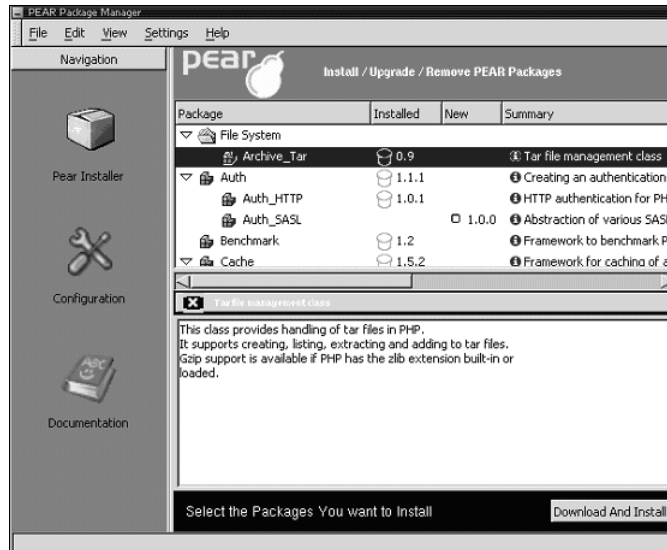 PEAR Package Manager
File Edit View Settings Help
Navigation
Pear Installer
Configuration
ABC
Documentation
pear
Install / Upgrade / Remove PEAR Packages
Package Installed New Summary
File System
Archive_Tar 0.9 Tar file management class
Auth 1.1.1 Creating an authentication
Auth_HTTP 1.0.1 HTTP authentication for PH
Auth_SASL 1.0.0 Abstraction of various SASL
Benchmark 1.2 Framework to benchmark P
Cache 1.5.2 Framework for caching of a
Tar file management class
This class provides handling of tar files in PHP.
It supports creating, listing, extracting and adding to tar files.
Gzip support is available if PHP has the zlib extension built-in or
loaded.
Select the Packages You want to Install
Download And Install